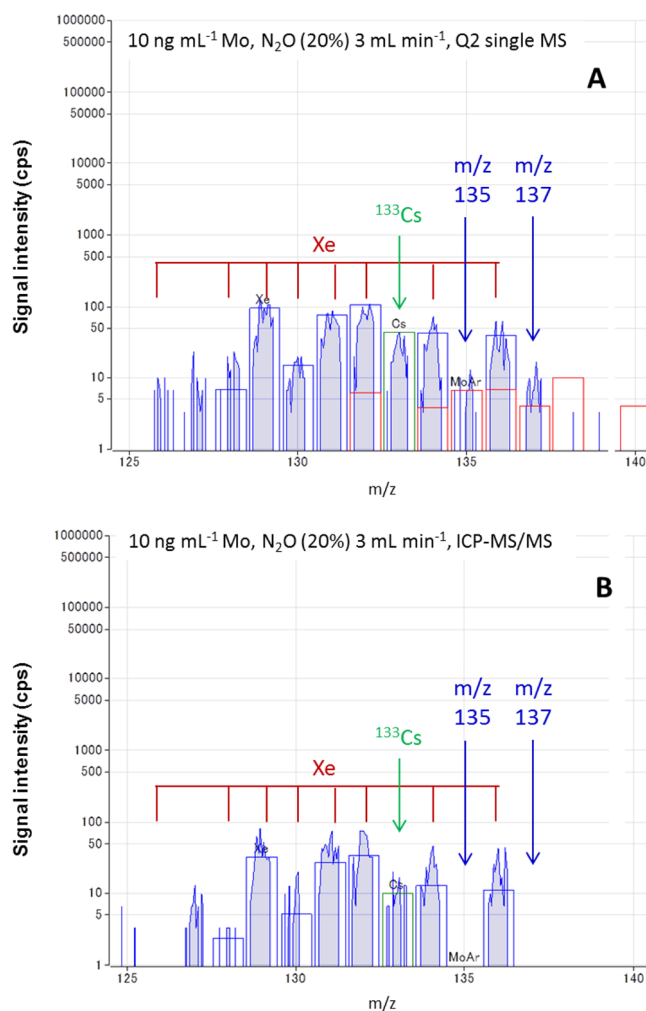 10 ng mL⁻¹ Mo, N₂O (20%) 3 mL min⁻¹, Q2 single MS
A
Signal intensity (cps)
1000000
500000
100000
50000
10000
5000
1000
500
100
50
10
5
1
m/z
135
m/z
137
¹³³Cs
Xe
Xe
Cs
MoAr
125
130
135
140
m/z
10 ng mL⁻¹ Mo, N₂O (20%) 3 mL min⁻¹, ICP-MS/MS
B
Signal intensity (cps)
1000000
500000
100000
50000
10000
5000
1000
500
100
50
10
5
1
m/z
135
m/z
137
¹³³Cs
Xe
Xe
Cs
MoAr
125
130
135
140
m/z